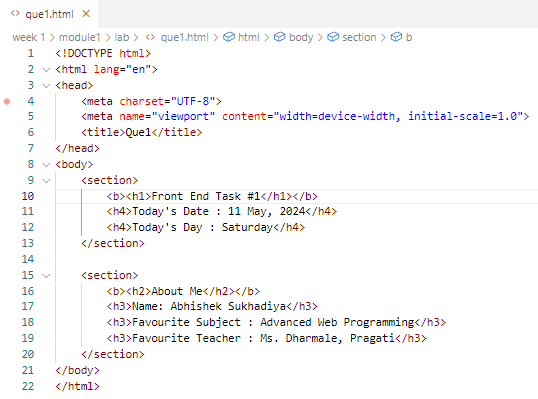 <> que1.html ×
week 1 > module1 > lab > <> que1.html > html > body > section > b
1 <!DOCTYPE html>
2 <html lang="en">
3 <head>
4     <meta charset="UTF-8">
5     <meta name="viewport" content="width=device-width, initial-scale=1.0">
6     <title>Que1</title>
7 </head>
8 <body>
9     <section>
10         <b><h1>Front End Task #1</h1></b>
11         <h4>Today's Date : 11 May, 2024</h4>
12         <h4>Today's Day : Saturday</h4>
13     </section>
14
15     <section>
16         <b><h2>About Me</h2></b>
17         <h3>Name: Abhishek Sukhadiya</h3>
18         <h3>Favourite Subject : Advanced Web Programming</h3>
19         <h3>Favourite Teacher : Ms. Dharmale, Pragati</h3>
20     </section>
21 </body>
22 </html>